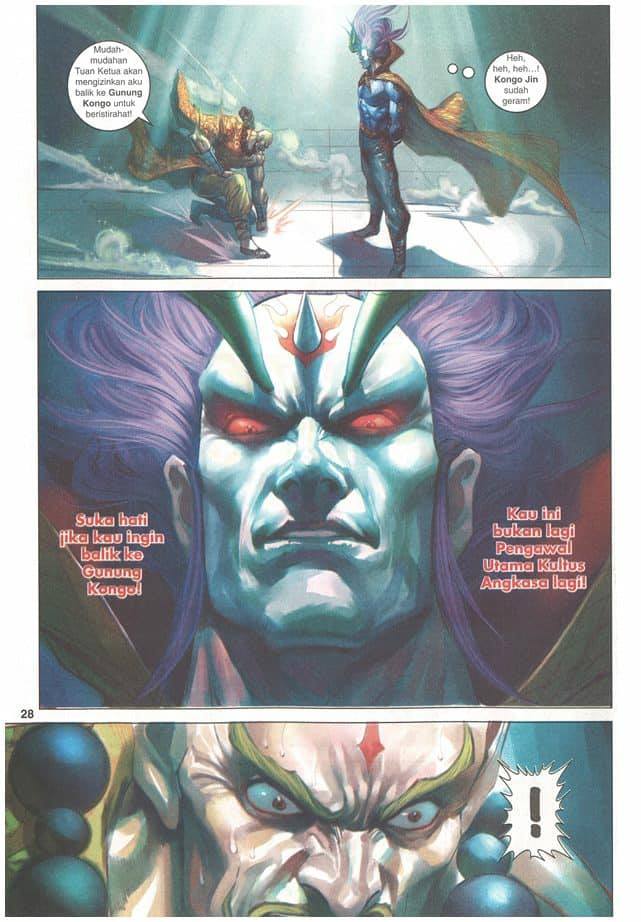 Mudah-
mudahan
Tuan Ketua akan
mengizinkan aku
balik ke Gunung
Kongo untuk
beristirahat!
Heh,
heh, heh...!
Kongo Jin
sudah
geram!
Suka hati
jika kau ingin
balik ke
Gunung
Kongo!
Kau ini
bukan lagi
Pengawal
Utama Kultus
Angkasa lagi!
28
!